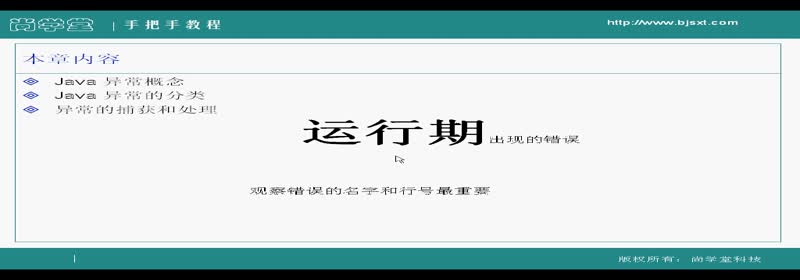 尚学堂 | 手把手教程 http://www.bjsxt.com
本章内容
Java 异常概念
Java 异常的分类
异常的捕获和处理
运行期出现的错误
观察错误的名字和行号最重要
版权所有：尚学堂科技